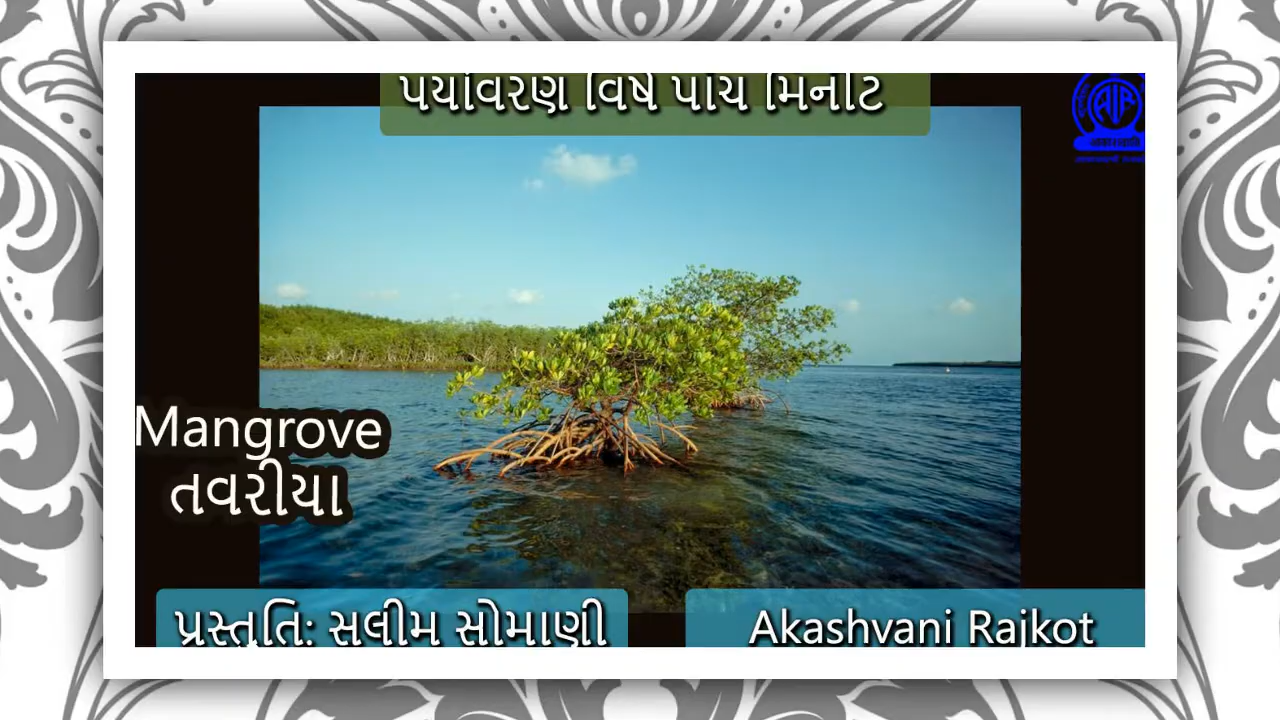 પર્યાવરણ વિષે પાંચ મિનીટ
Mangrove
તવરીયા
પ્રસ્તુતિ: સલીમ સોમાણી
Akashvani Rajkot